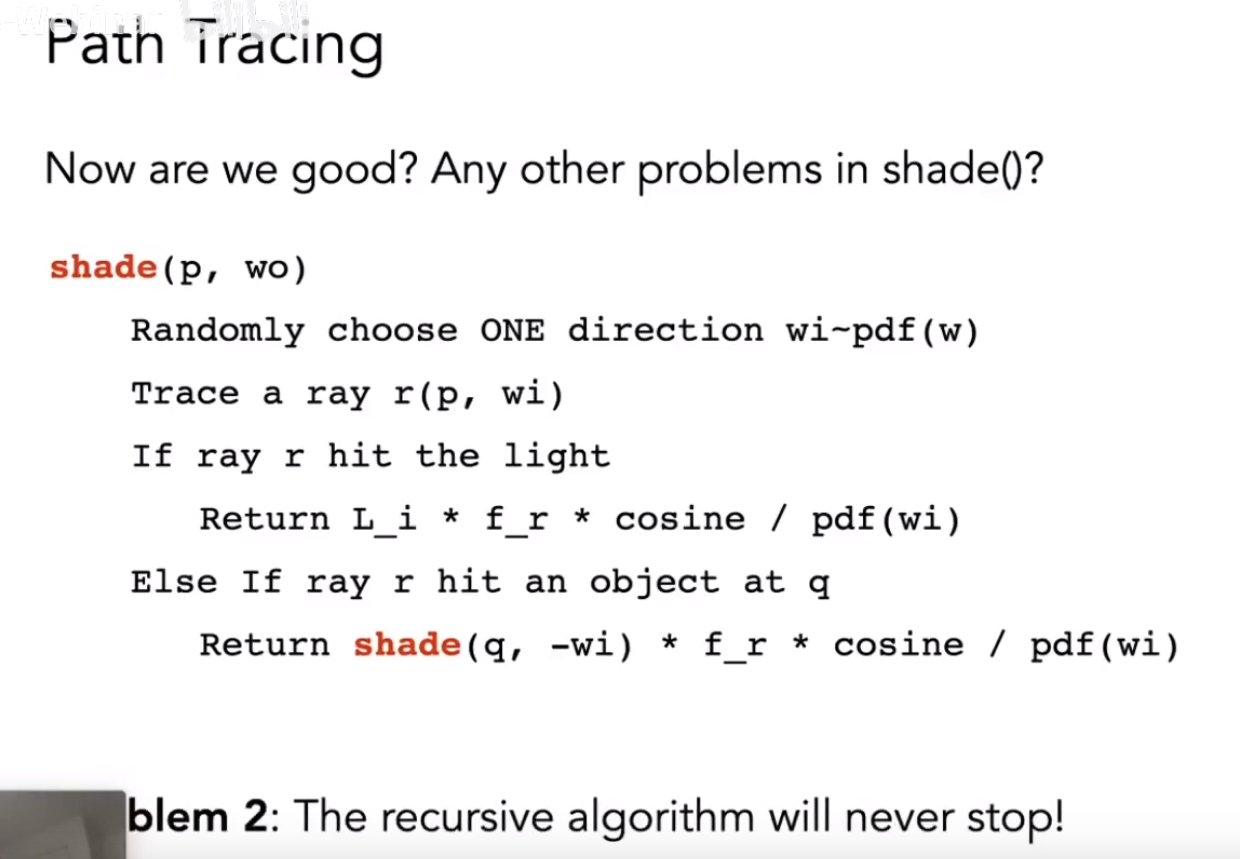 Path Tracing
Now are we good? Any other problems in shade()?
shade(p, wo)
Randomly choose ONE direction wi~pdf(w)
Trace a ray r(p, wi)
If ray r hit the light
Return L_i * f_r * cosine / pdf(wi)
Else If ray r hit an object at q
Return shade(q, -wi) * f_r * cosine / pdf(wi)
blem 2: The recursive algorithm will never stop!